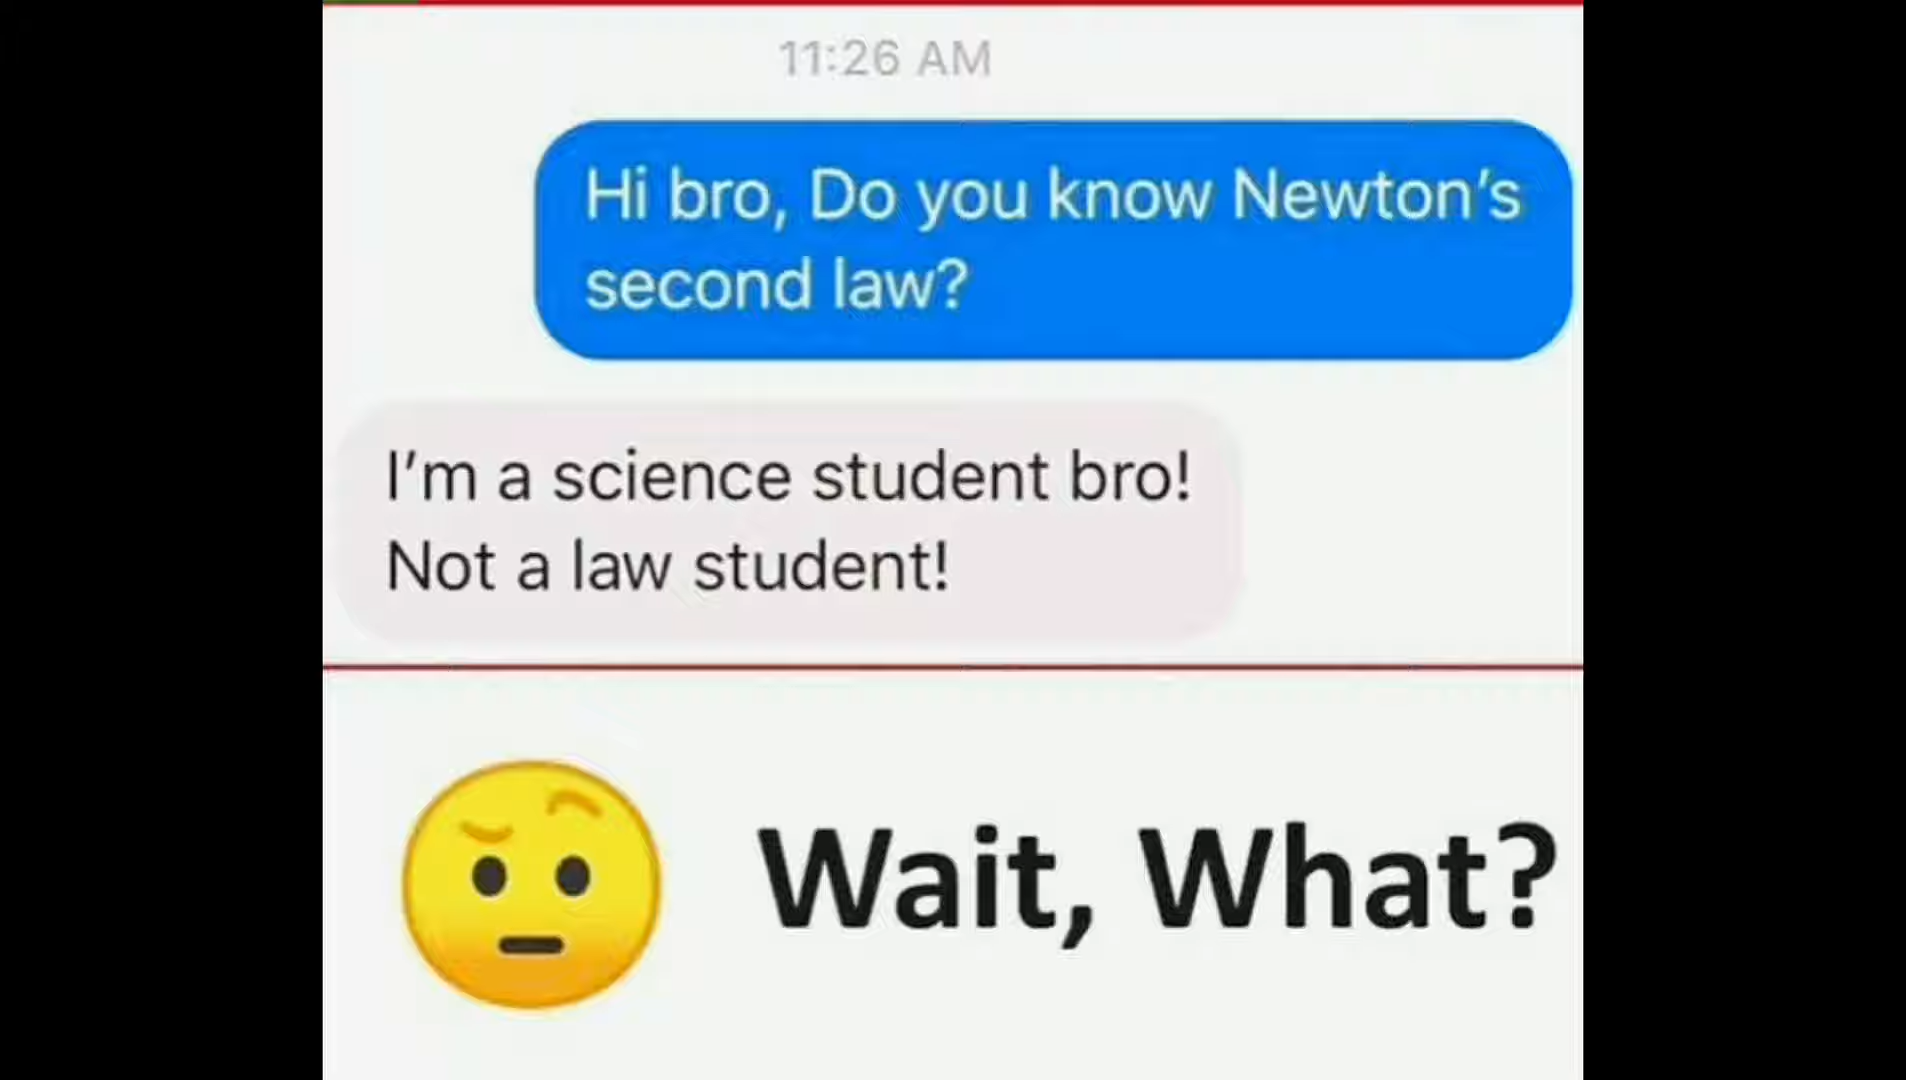 11:26 AM
Hi bro, Do you know Newton’s
second law?
I’m a science student bro!
Not a law student!
Wait, What?